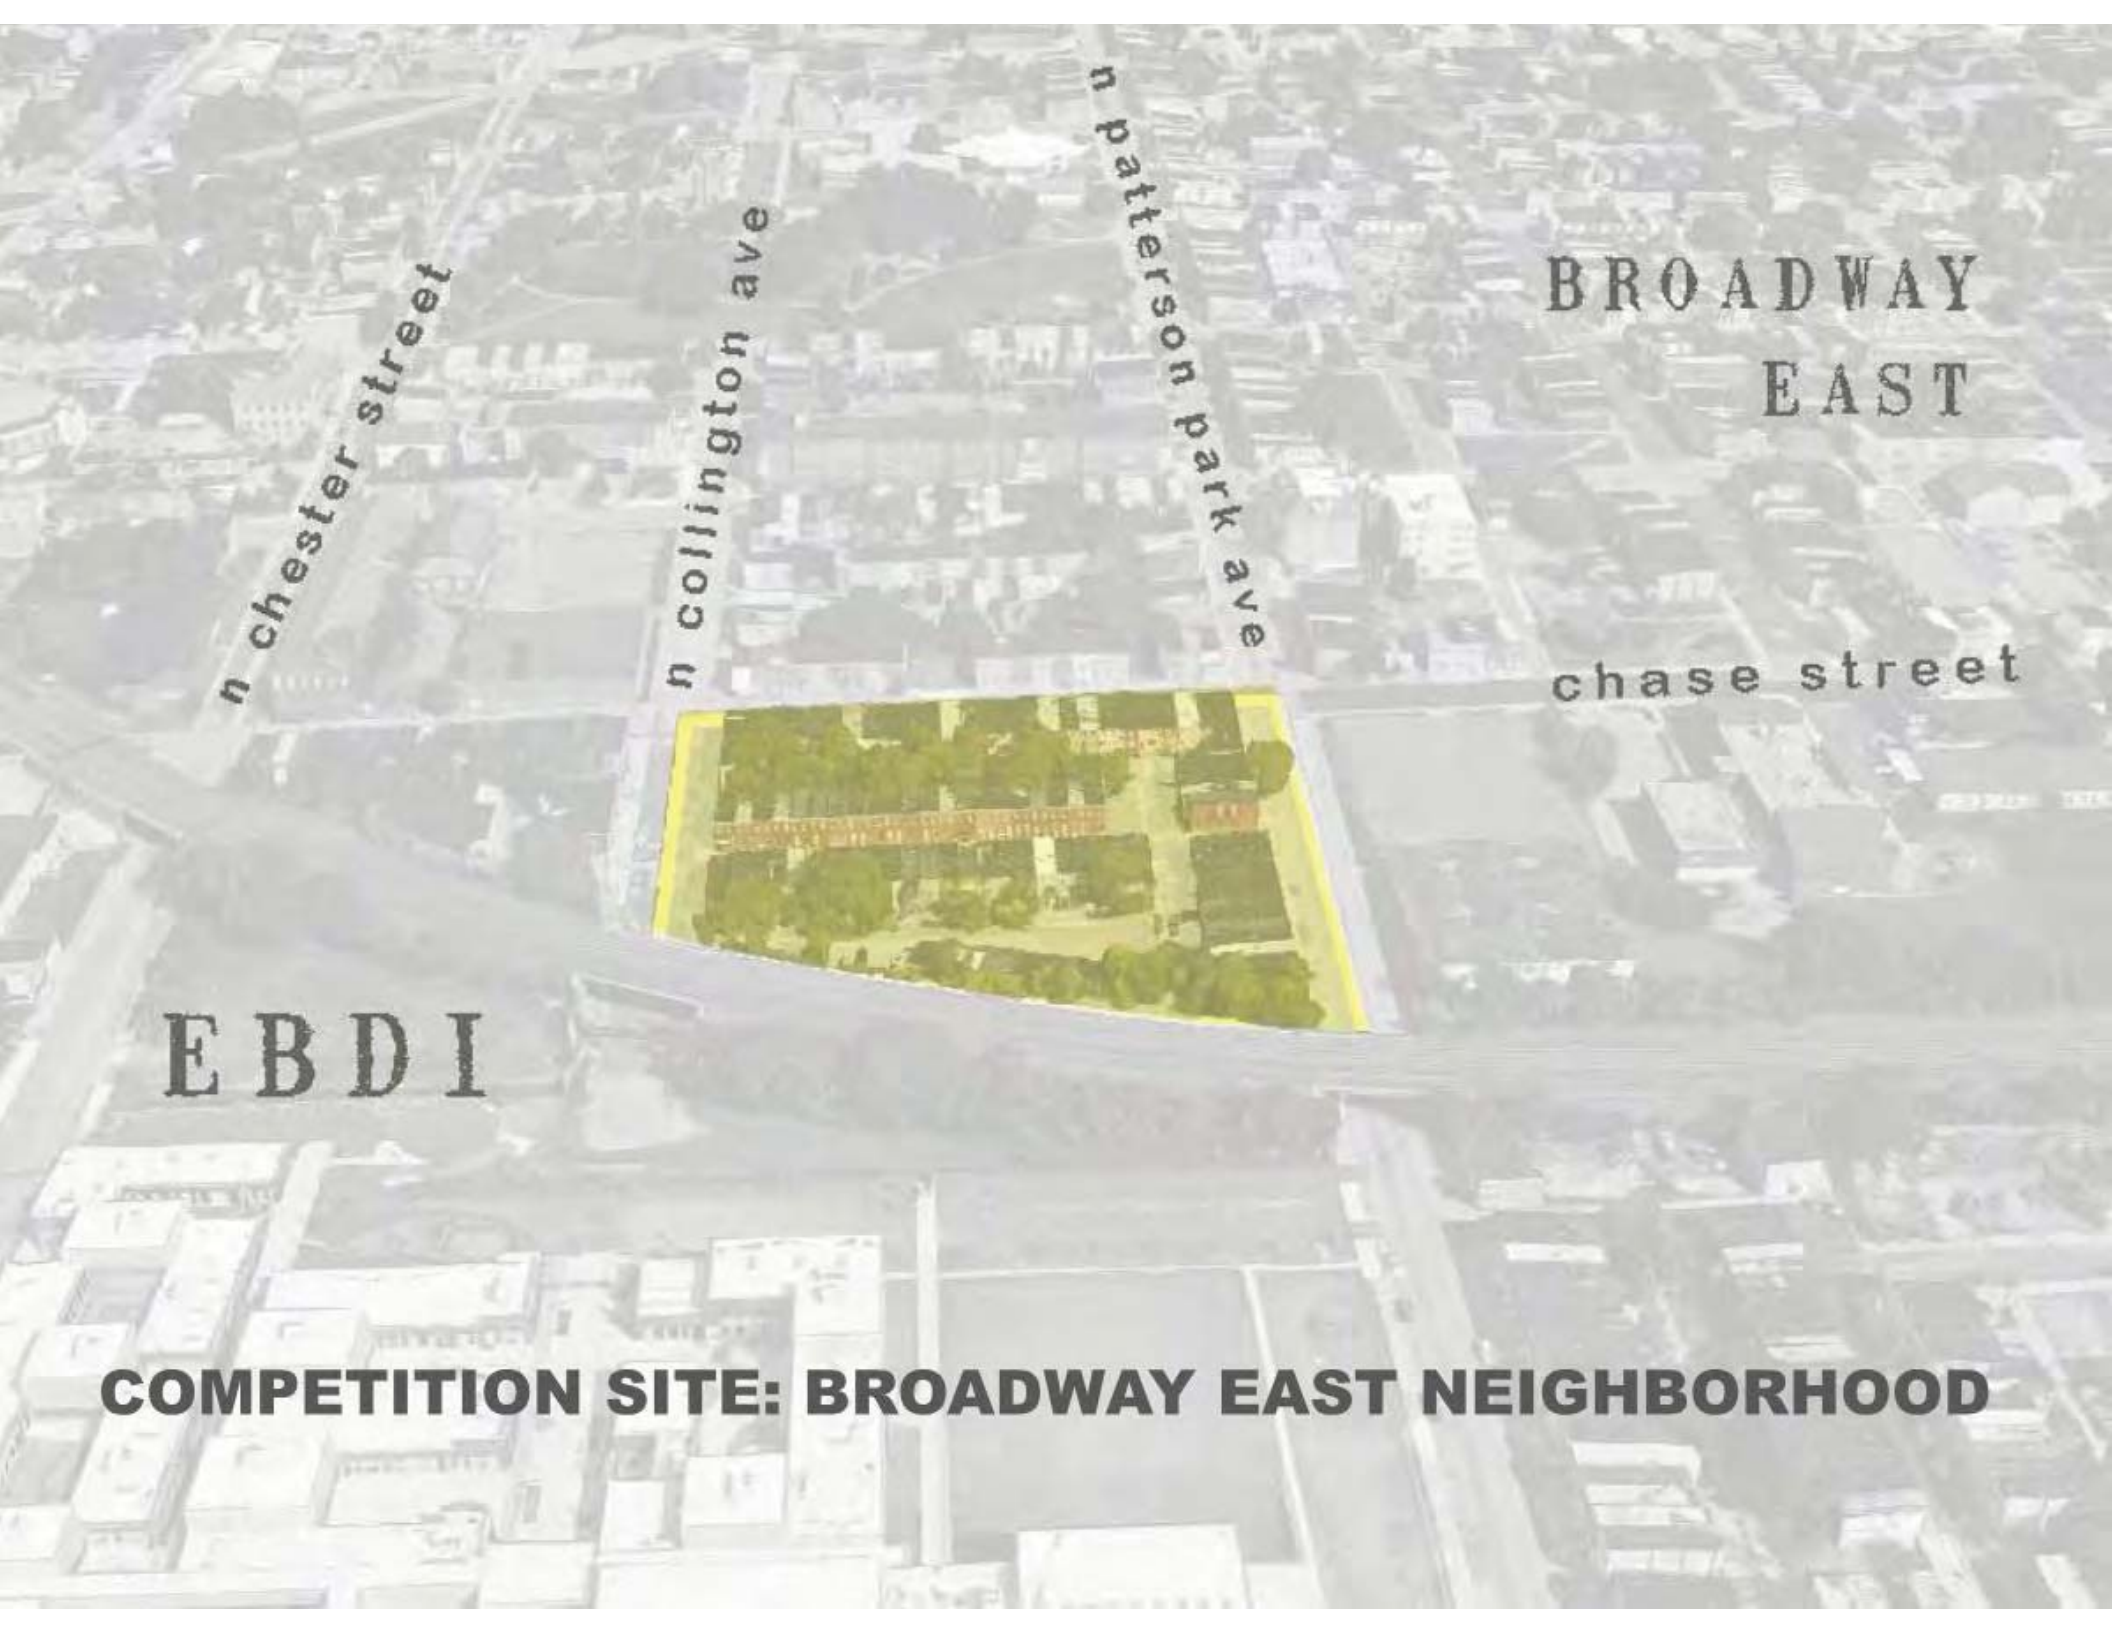 n patterson park ave
n collington ave
n chester street
BROADWAY
EAST
chase street
EBDI
COMPETITION SITE: BROADWAY EAST NEIGHBORHOOD